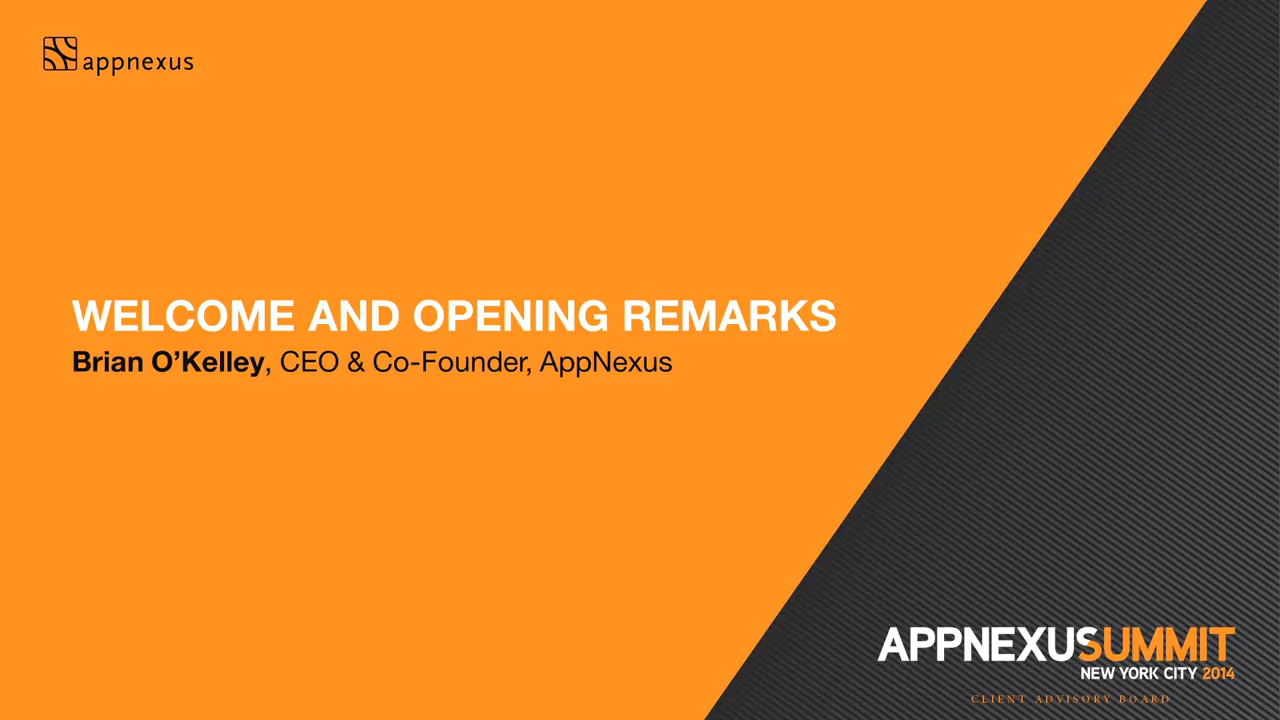 appnexus
WELCOME AND OPENING REMARKS
Brian O’Kelley, CEO & Co-Founder, AppNexus
APPNEXUSSUMMIT
NEW YORK CITY 2014
CLIENT ADVISORY BOARD